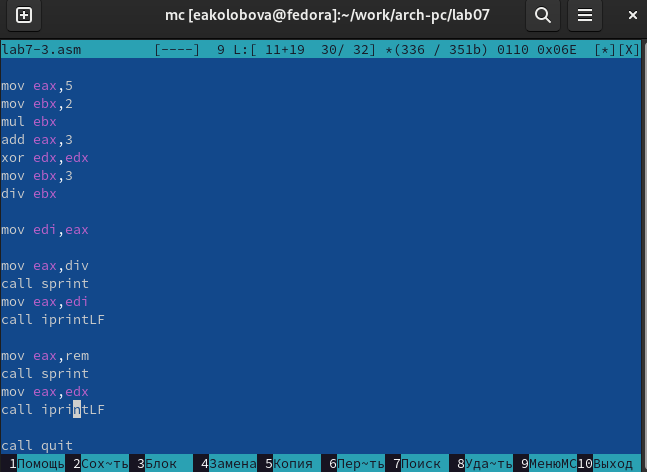 mc [eakolobova@fedora]:~/work/arch-pc/lab07
lab7-3.asm [----] 9 L:[ 11+19 30/ 32] *(336 / 351b) 0110 0x06E [*][X]
mov eax,5
mov ebx,2
mul ebx
add eax,3
xor edx,edx
mov ebx,3
div ebx
mov edi,eax
mov eax,div
call sprint
mov eax,edi
call iprintLF
mov eax,rem
call sprint
mov eax,edx
call iprintLF
call quit
1Помощь 2Сох~ть 3Блок 4Замена 5Копия 6Пер~ть 7Поиск 8Уда~ть 9МенюMC 10Выход